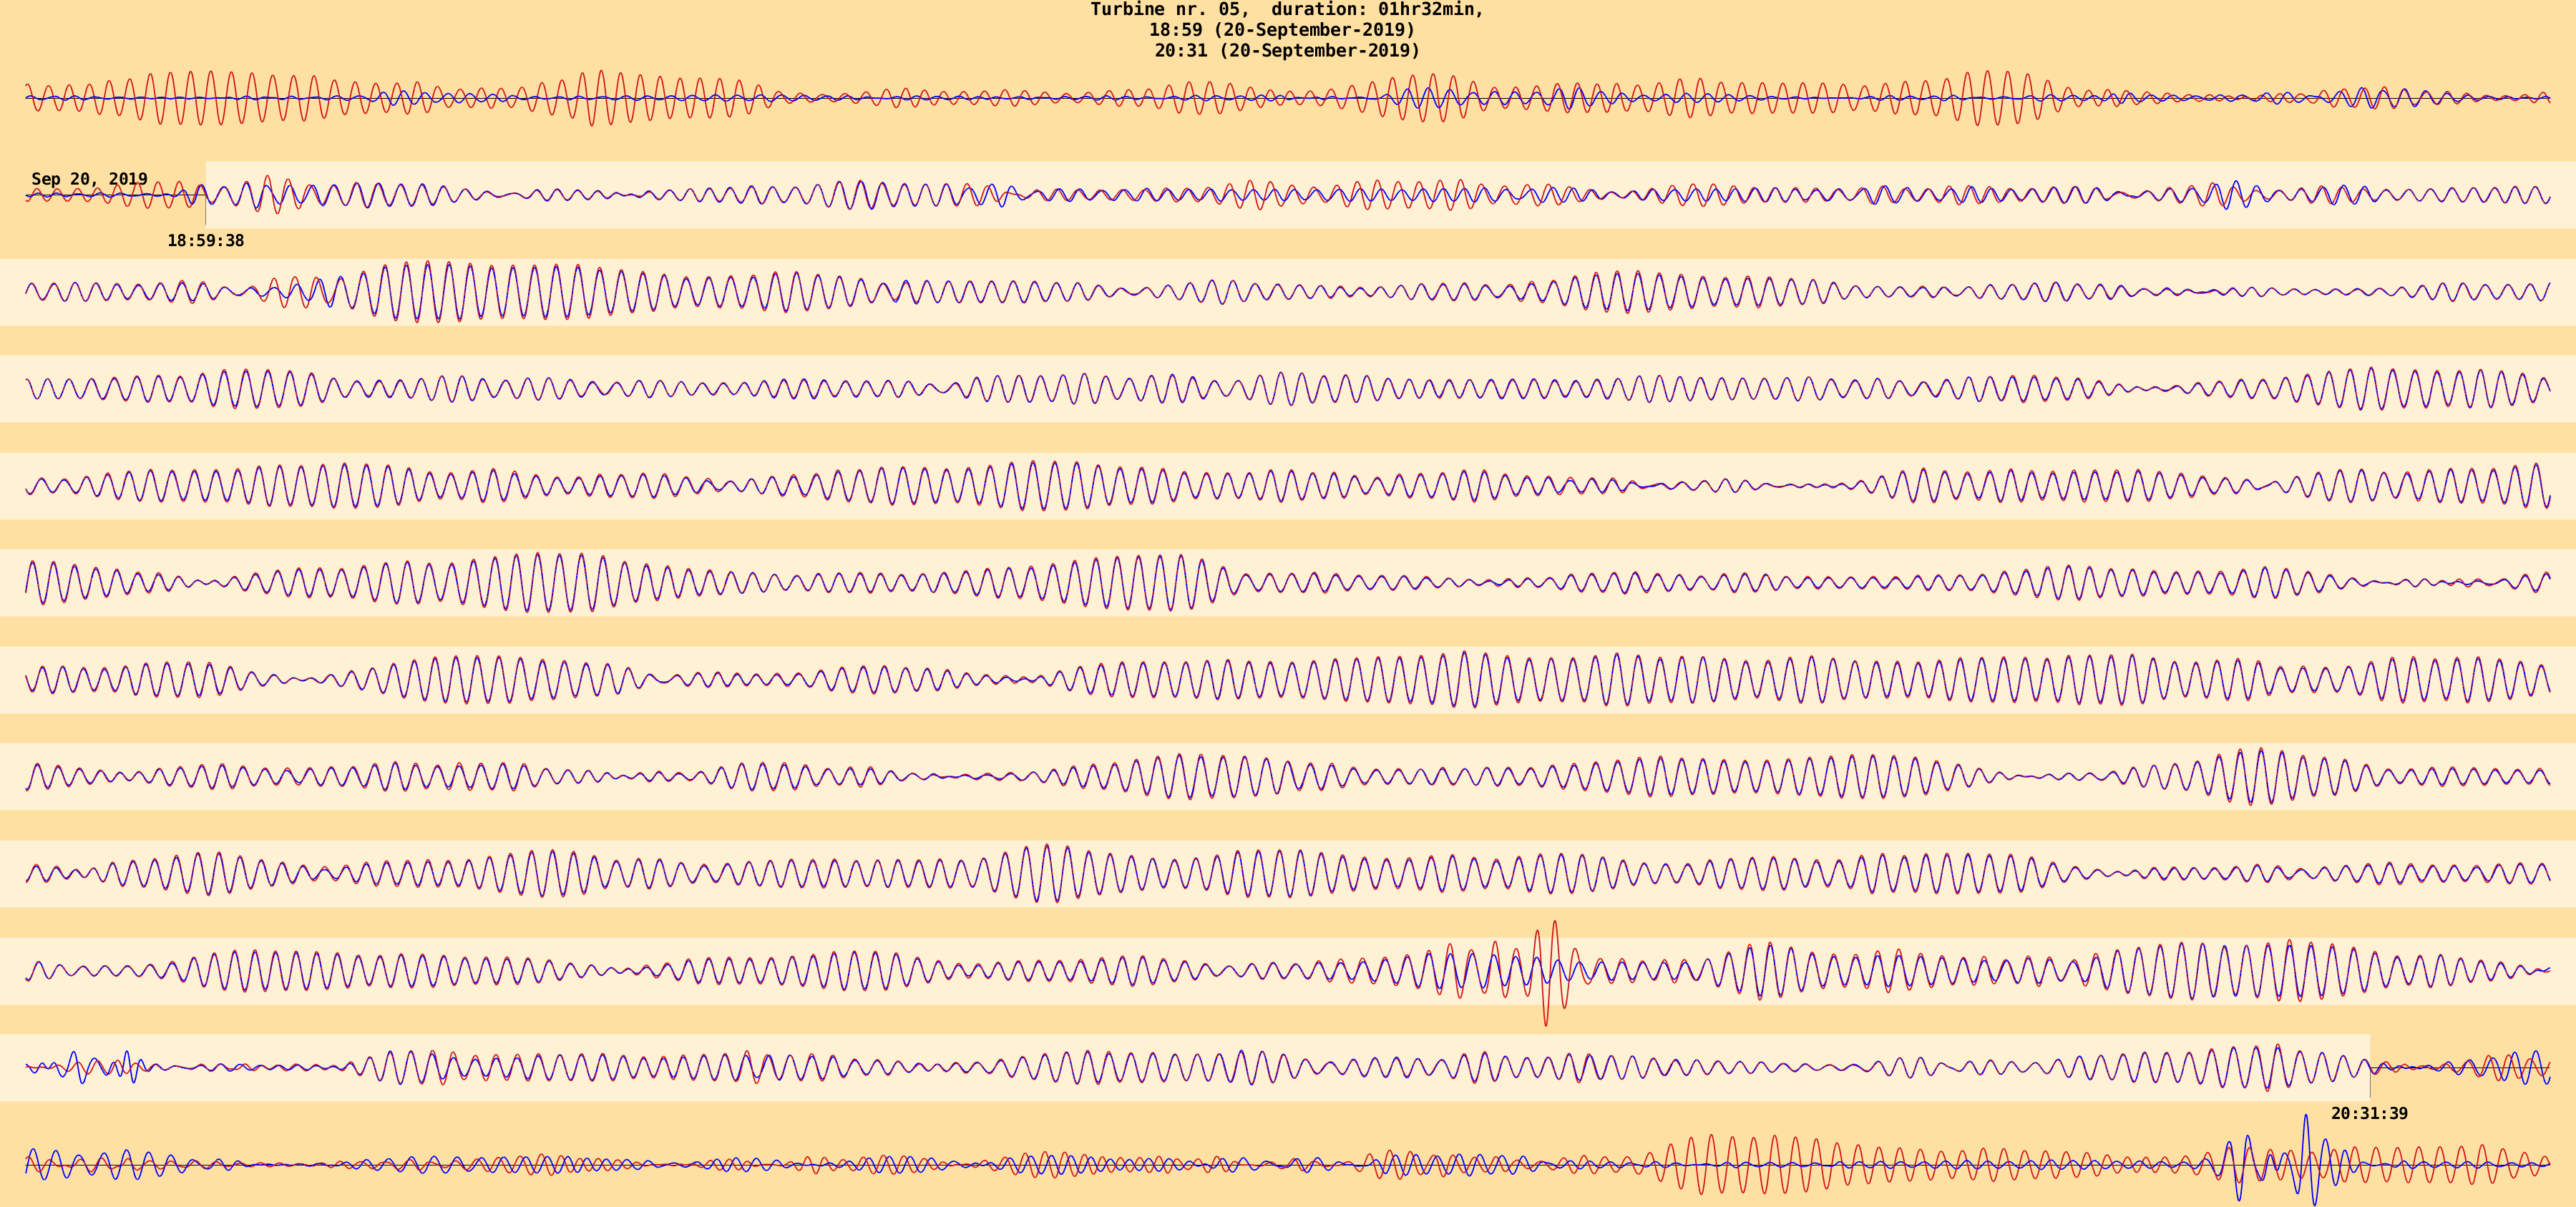 Turbine nr. 05,  duration: 01hr32min,
18:59 (20-September-2019)
20:31 (20-September-2019)
Sep 20, 2019
18:59:38
20:31:39